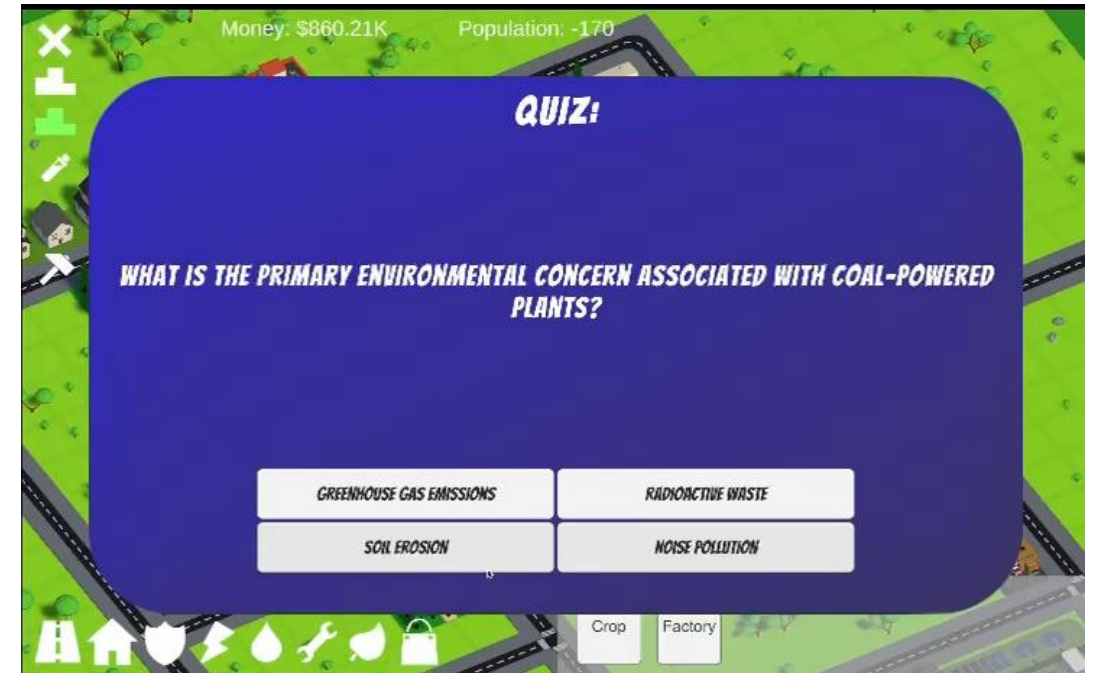 Money: $860.21K Population: -170
QUIZ:
WHAT IS THE PRIMARY ENVIRONMENTAL CONCERN ASSOCIATED WITH COAL-POWERED
PLANTS?
GREENHOUSE GAS EMISSIONS RADIOACTIVE WASTE
SOIL EROSION NOISE POLLUTION
Crop Factory